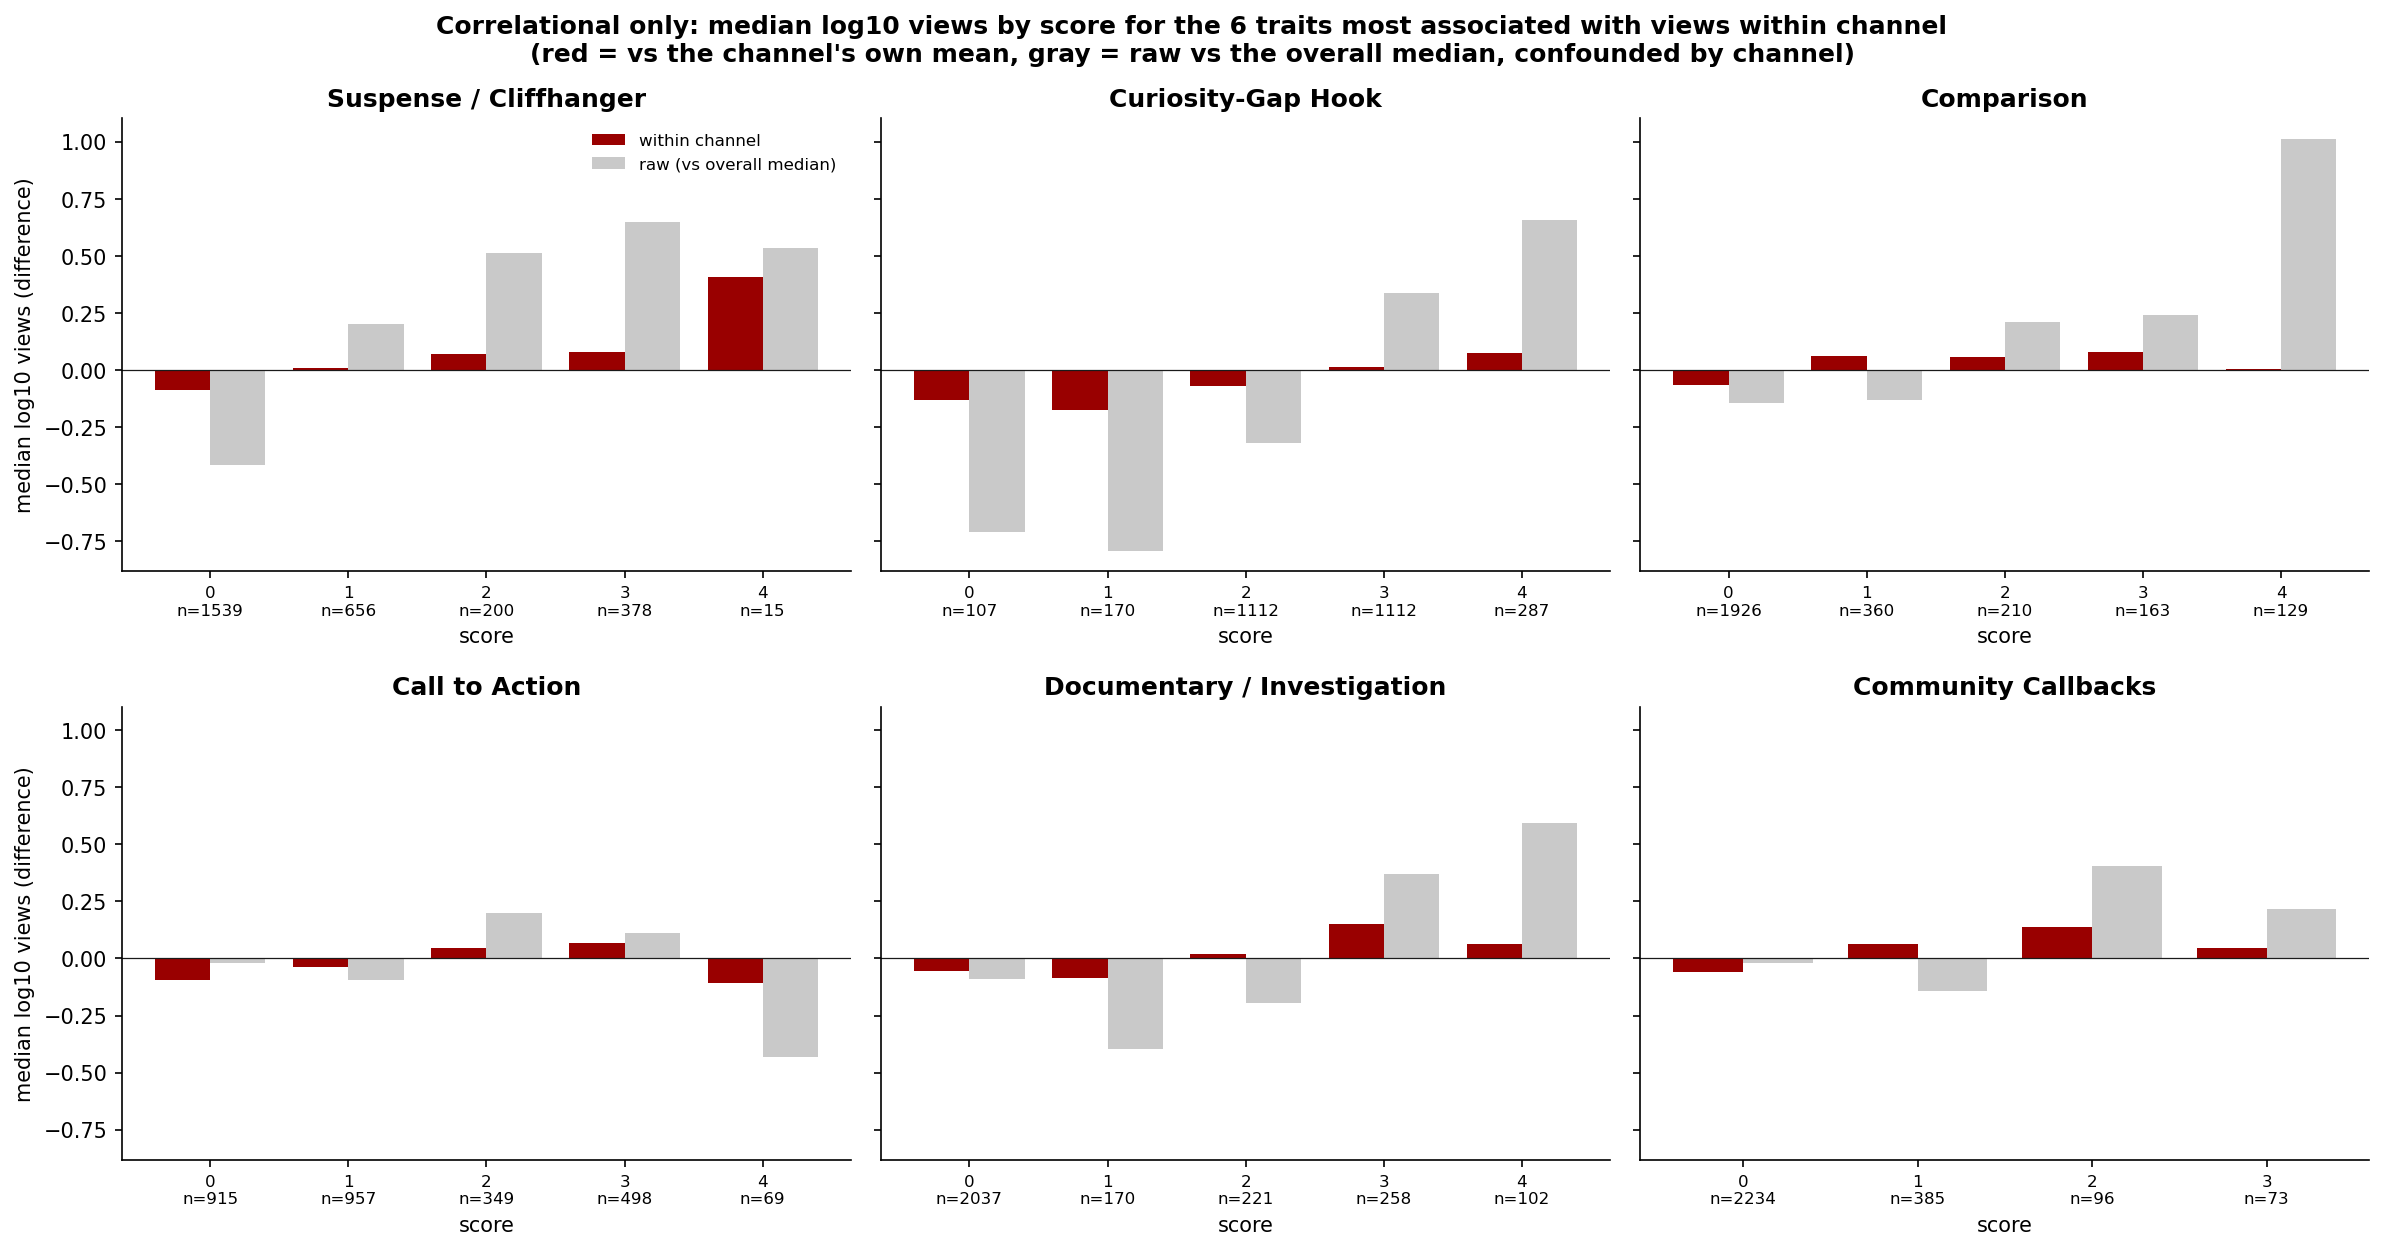 Correlational only: median log10 views by score for the 6 traits most associated with views within channel
(red = vs the channel's own mean, gray = raw vs the overall median, confounded by channel)
Suspense / Cliffhanger
within channel
raw (vs overall median)
median log10 views (difference)
1.00
0.75
0.50
0.25
0.00
−0.25
−0.50
−0.75
0 1 2 3 4
n=1539 n=656 n=200 n=378 n=15
score
Curiosity-Gap Hook
0 1 2 3 4
n=107 n=170 n=1112 n=1112 n=287
score
Comparison
0 1 2 3 4
n=1926 n=360 n=210 n=163 n=129
score
Call to Action
median log10 views (difference)
1.00
0.75
0.50
0.25
0.00
−0.25
−0.50
−0.75
0 1 2 3 4
n=915 n=957 n=349 n=498 n=69
score
Documentary / Investigation
0 1 2 3 4
n=2037 n=170 n=221 n=258 n=102
score
Community Callbacks
0 1 2 3
n=2234 n=385 n=96 n=73
score